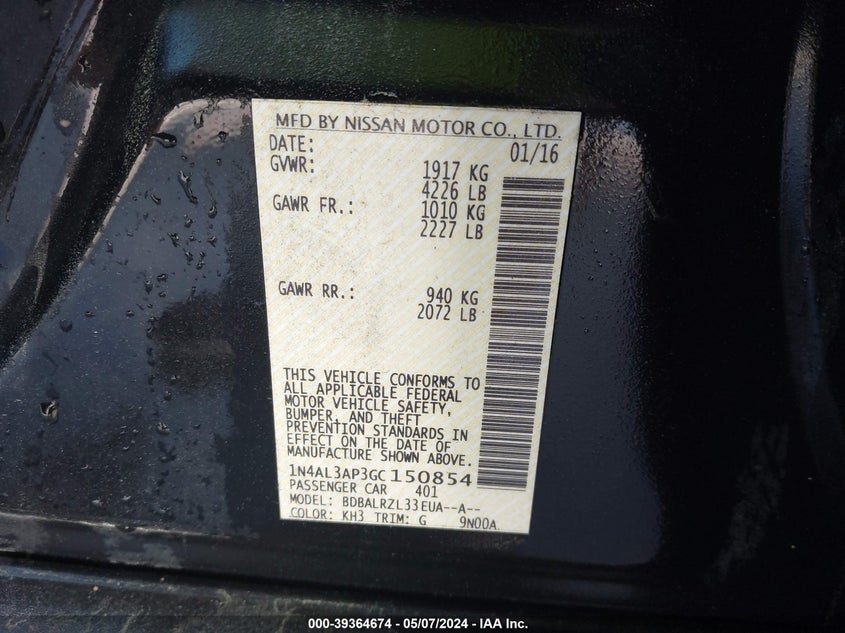 MFD BY NISSAN MOTOR CO., LTD.
DATE: 01/16
GVWR: 1917 KG
4226 LB
GAWR FR.: 1010 KG
2227 LB
GAWR RR.: 940 KG
2072 LB
THIS VEHICLE CONFORMS TO
ALL APPLICABLE FEDERAL
MOTOR VEHICLE SAFETY,
BUMPER, AND THEFT
PREVENTION STANDARDS IN
EFFECT ON THE DATE OF
MANUFACTURE SHOWN ABOVE.
1N4AL3AP3GC150854
PASSENGER CAR 401
MODEL: BDBALRZL33EUA--A--
COLOR: KH3 TRIM: G 9N00A
000-39364674 / 05/07/2024 - IAA Inc.